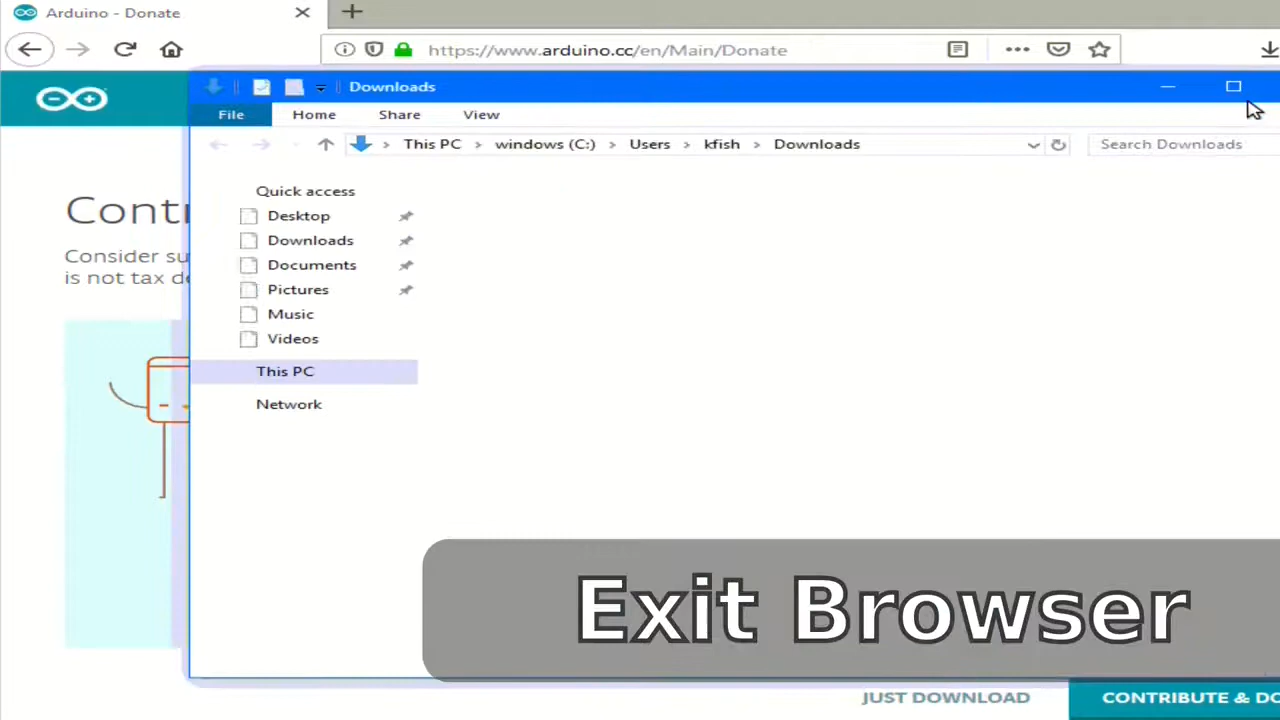 Arduino - Donate
https://www.arduino.cc/en/Main/Donate
Downloads
File Home Share View
This PC windows (C:) Users kfish Downloads
Search Downloads
Contr
Consider su
is not tax de
Quick access
Desktop
Downloads
Documents
Pictures
Music
Videos
This PC
Network
Exit Browser
JUST DOWNLOAD
CONTRIBUTE & DO